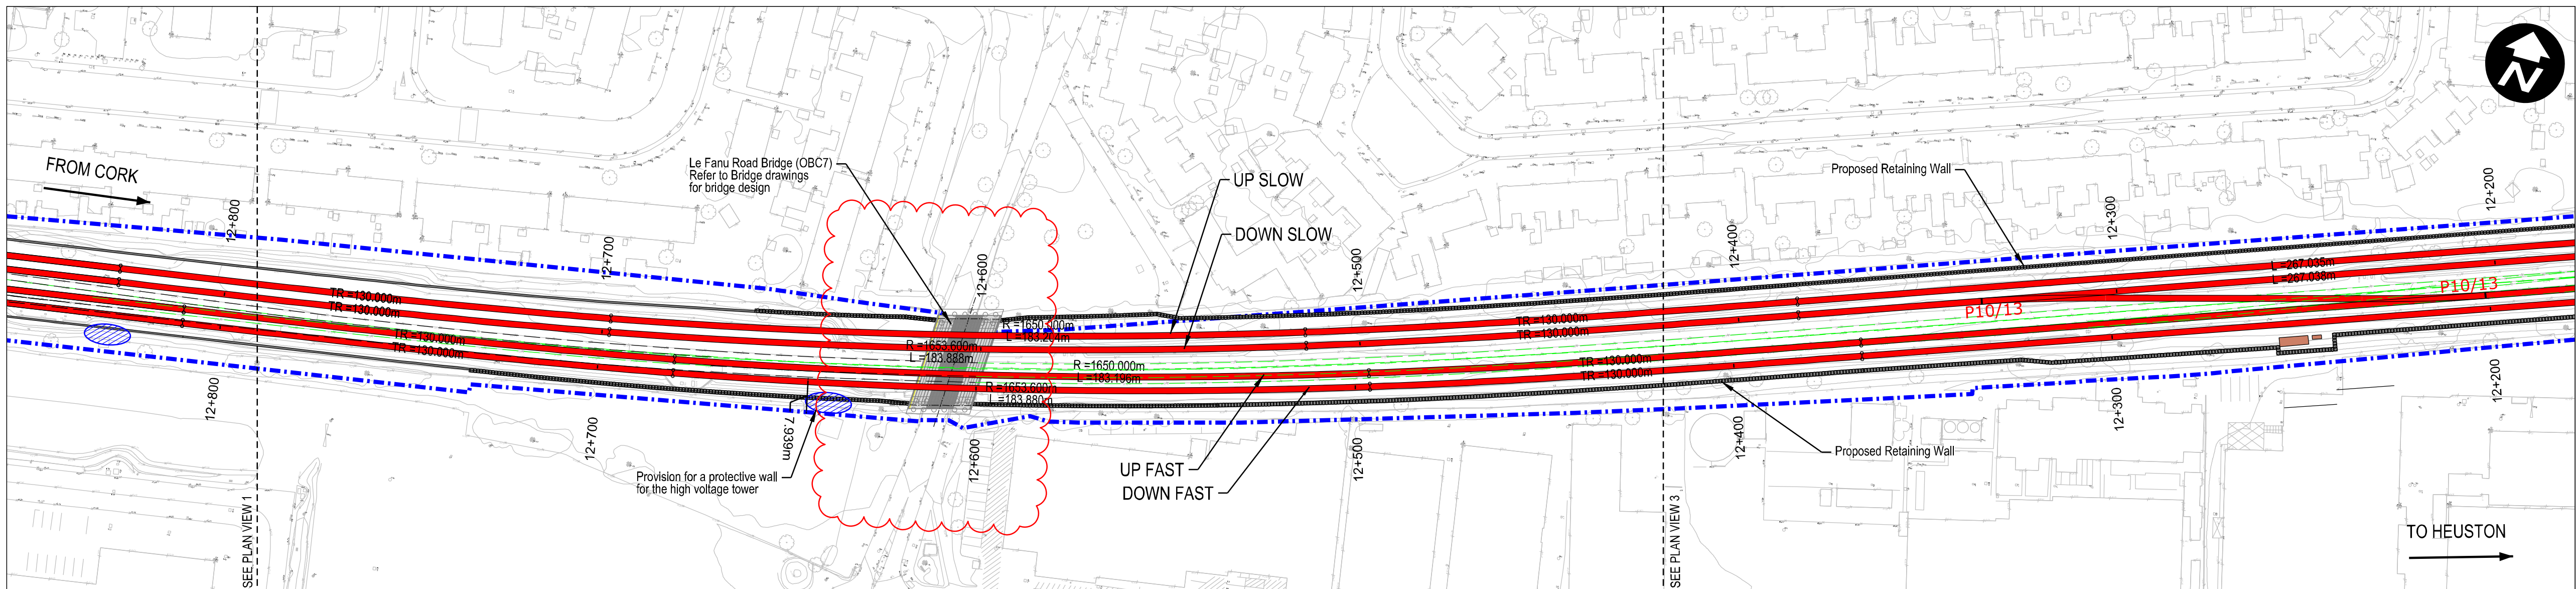 N
FROM CORK
12+800
12+700
Le Fanu Road Bridge (OBC7)
Refer to Bridge drawings
for bridge design
12+600
UP SLOW
DOWN SLOW
12+500
12+400
Proposed Retaining Wall
12+300
12+200
TR =130.000m
TR =130.000m
TR =130.000m
TR =130.000m
R =1650.000m
R =1653.600m
L =183.888m
R =1650.000m
L =183.196m
R =1653.600m
L =183.880m
TR =130.000m
TR =130.000m
TR =130.000m
TR =130.000m
L =267.038m
P10/13
P10/13
12+800
12+700
7.939m
Provision for a protective wall
for the high voltage tower
12+600
UP FAST
DOWN FAST
12+500
12+400
Proposed Retaining Wall
12+300
12+200
SEE PLAN VIEW 1
SEE PLAN VIEW 3
TO HEUSTON